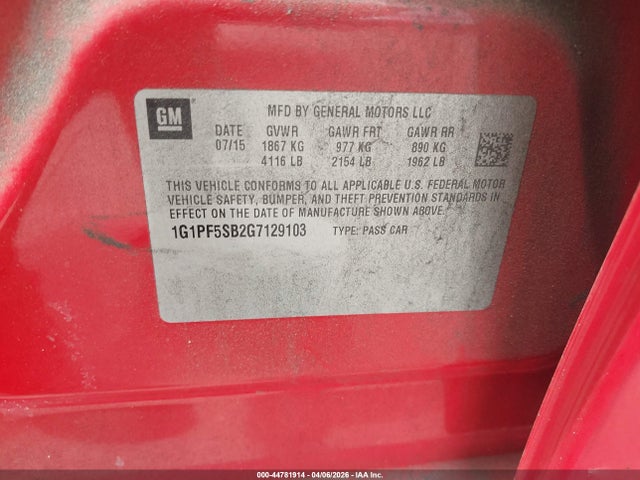 GM
MFD BY GENERAL MOTORS LLC
DATE GVWR GAWR FRT GAWR RR
07/15 1867 KG 977 KG 890 KG
4116 LB 2154 LB 1962 LB
THIS VEHICLE CONFORMS TO ALL APPLICABLE U.S. FEDERAL MOTOR
VEHICLE SAFETY, BUMPER, AND THEFT PREVENTION STANDARDS IN
EFFECT ON THE DATE OF MANUFACTURE SHOWN ABOVE.
1G1PF5SB2G7129103 TYPE: PASS CAR
000-44781914 - 04/06/2026 - IAA Inc.